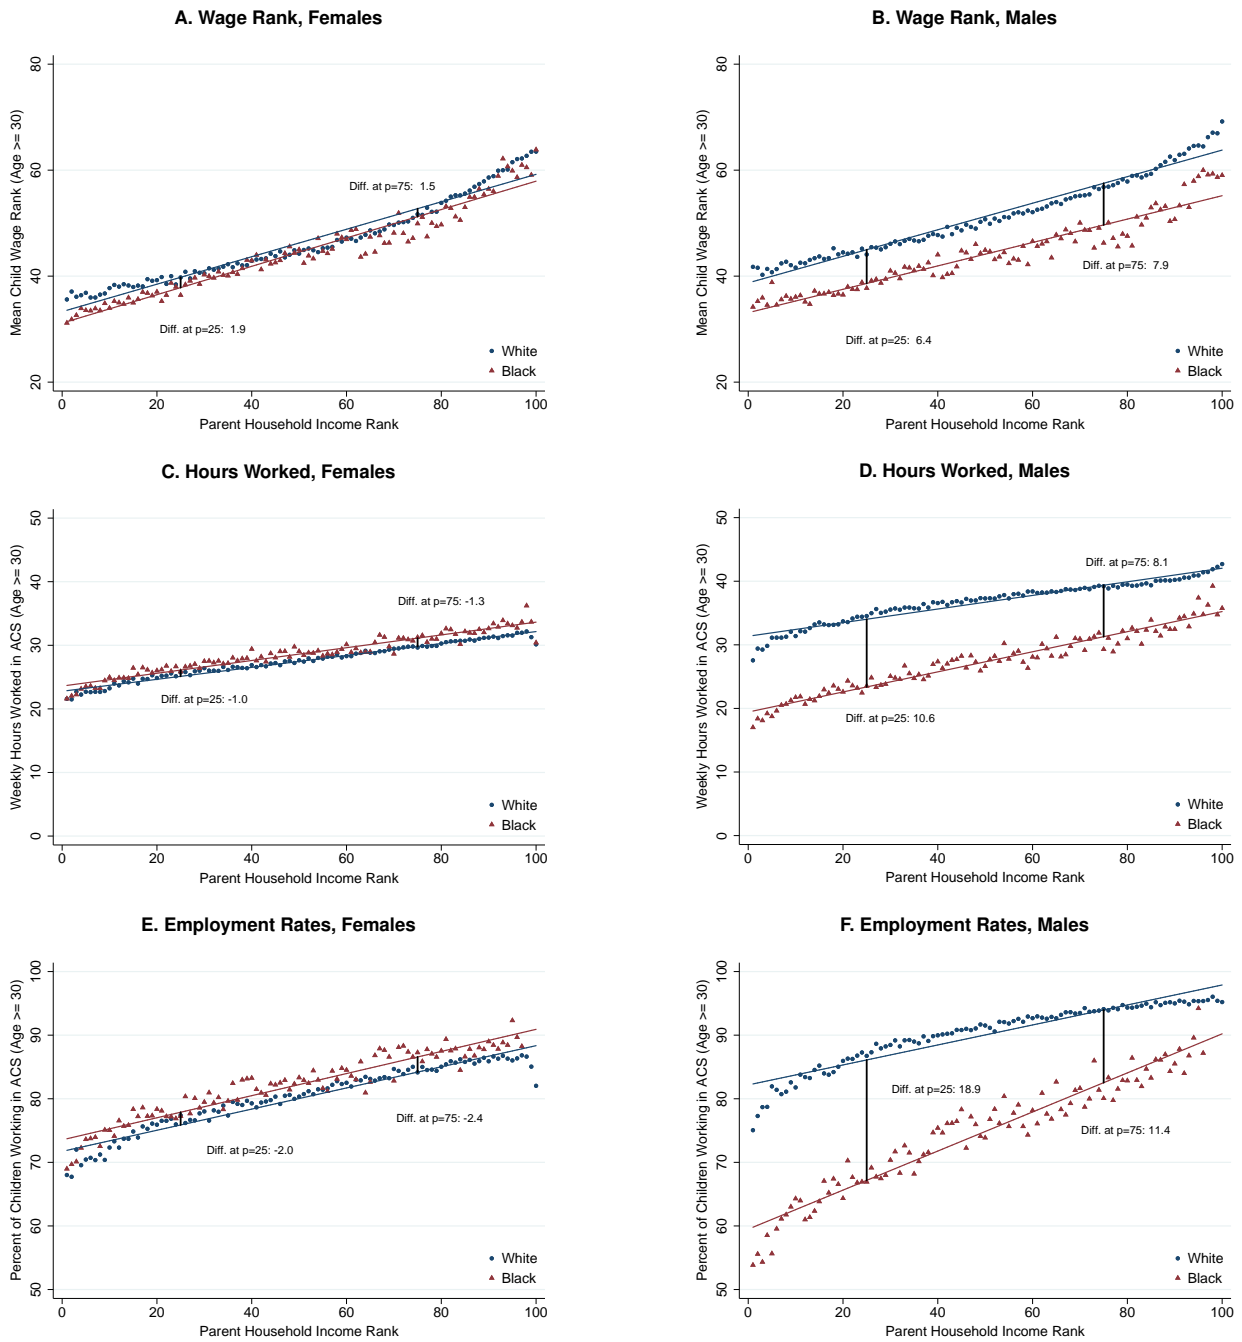 A. Wage Rank, Females
Mean Child Wage Rank (Age >= 30)
80
60
40
20
Diff. at p=75: 1.5
Diff. at p=25: 1.9
White
Black
0 20 40 60 80 100
Parent Household Income Rank
B. Wage Rank, Males
Mean Child Wage Rank (Age >= 30)
80
60
40
20
Diff. at p=75: 7.9
Diff. at p=25: 6.4
White
Black
0 20 40 60 80 100
Parent Household Income Rank
C. Hours Worked, Females
Weekly Hours Worked in ACS (Age >= 30)
50
40
30
20
10
0
Diff. at p=75: -1.3
Diff. at p=25: -1.0
White
Black
0 20 40 60 80 100
Parent Household Income Rank
D. Hours Worked, Males
Weekly Hours Worked in ACS (Age >= 30)
50
40
30
20
10
0
Diff. at p=75: 8.1
Diff. at p=25: 10.6
White
Black
0 20 40 60 80 100
Parent Household Income Rank
E. Employment Rates, Females
Percent of Children Working in ACS (Age >= 30)
100
90
80
70
60
50
Diff. at p=75: -2.4
Diff. at p=25: -2.0
White
Black
0 20 40 60 80 100
Parent Household Income Rank
F. Employment Rates, Males
Percent of Children Working in ACS (Age >= 30)
100
90
80
70
60
50
Diff. at p=25: 18.9
Diff. at p=75: 11.4
White
Black
0 20 40 60 80 100
Parent Household Income Rank